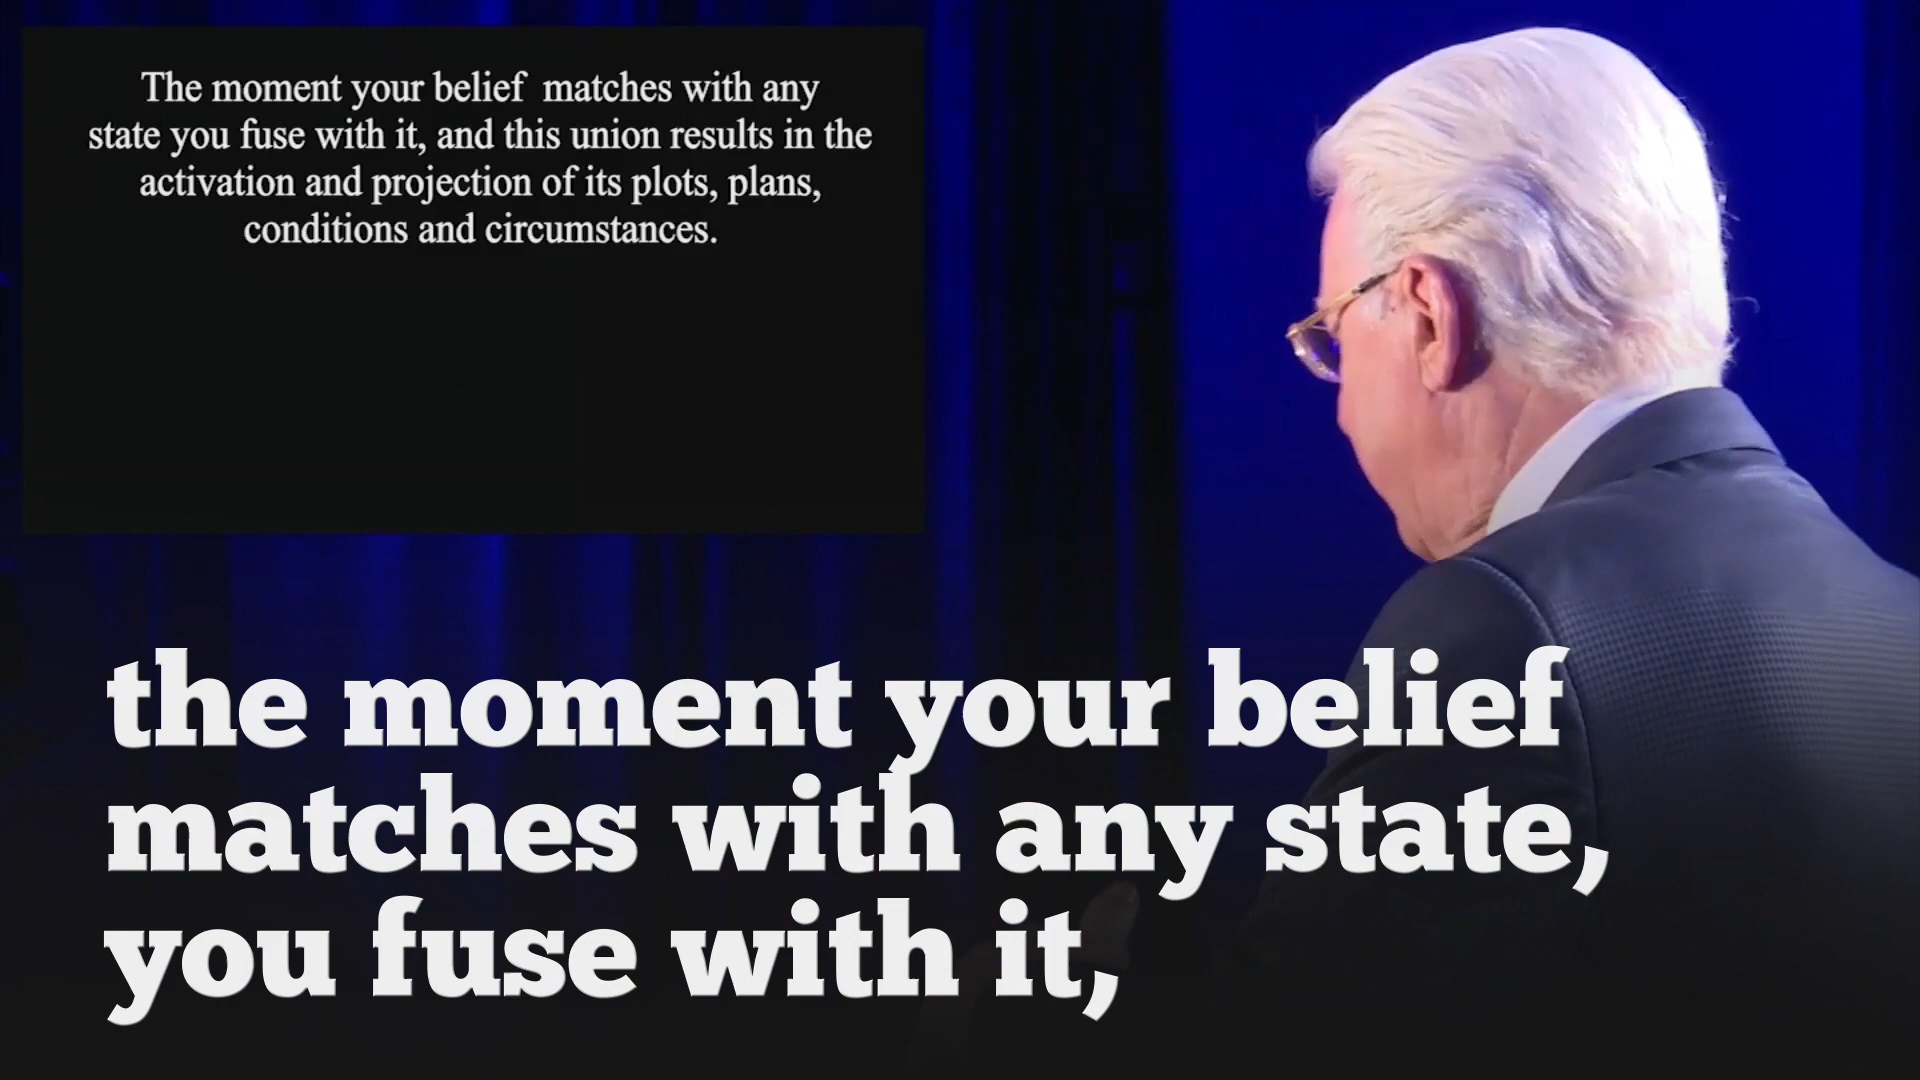 The moment your belief matches with any
state you fuse with it, and this union results in the
activation and projection of its plots, plans,
conditions and circumstances.
the moment your belief
matches with any state,
you fuse with it,